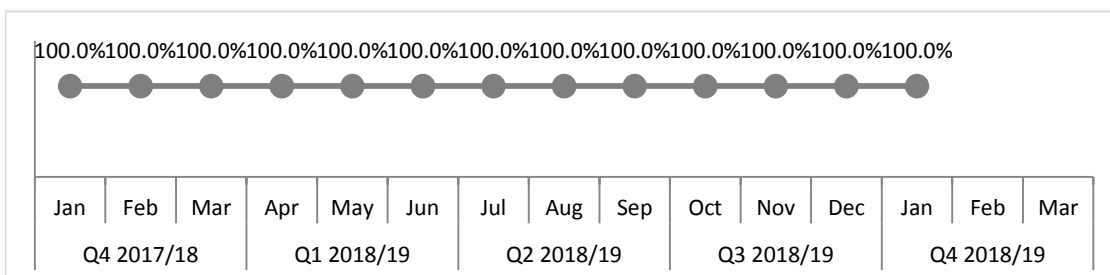 100.0%100.0%100.0%100.0%100.0%100.0%100.0%100.0%100.0%100.0%100.0%100.0%100.0%
Jan Feb Mar Apr May Jun Jul Aug Sep Oct Nov Dec Jan Feb Mar
Q4 2017/18 Q1 2018/19 Q2 2018/19 Q3 2018/19 Q4 2018/19